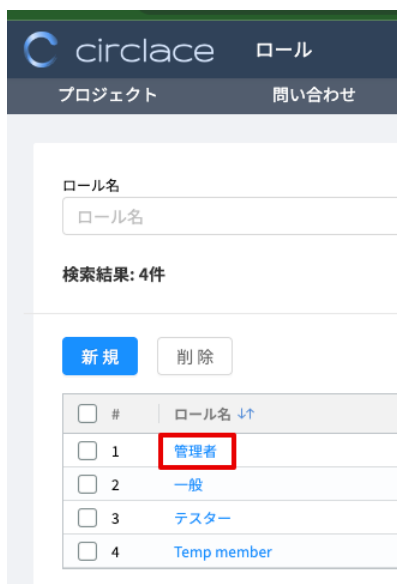 circlace ロール
プロジェクト 問い合わせ
ロール名
ロール名
検索結果: 4件
新規 削除
# ロール名 ↓↑
1 管理者
2 一般
3 テスター
4 Temp member